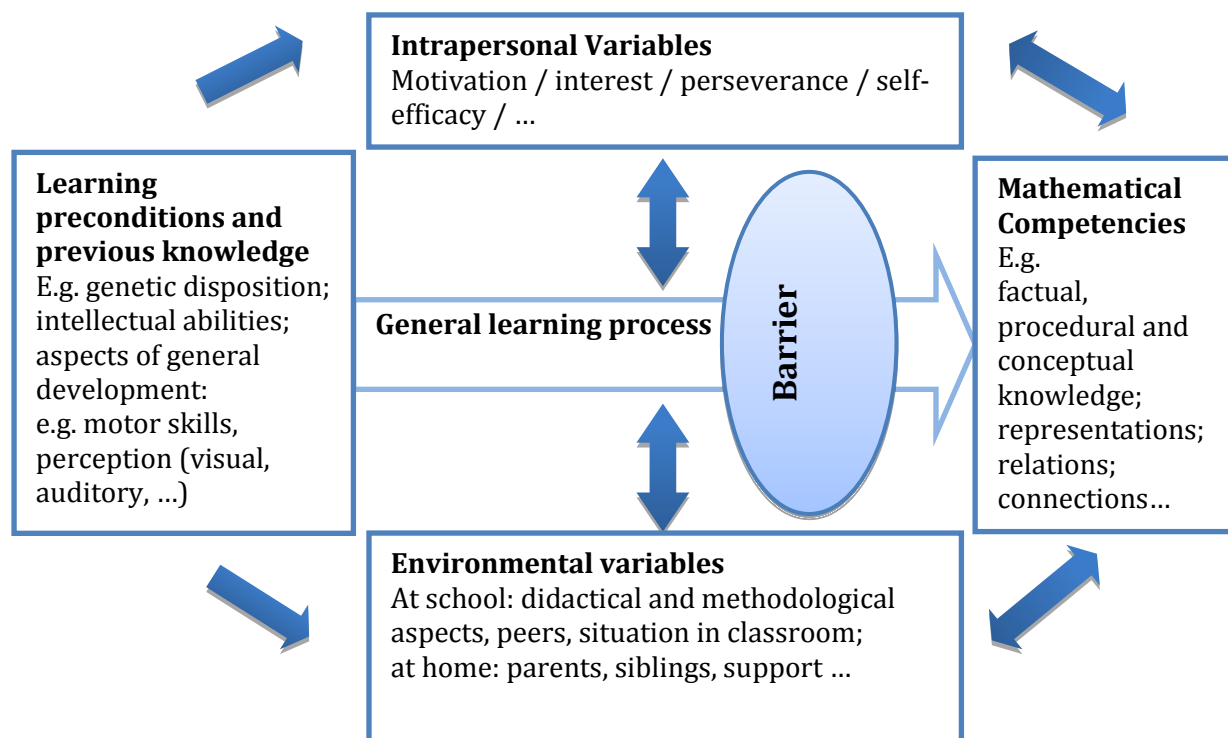 Intrapersonal Variables
Motivation / interest / perseverance / self-
efficacy / …
Learning
preconditions and
previous knowledge
E.g. genetic disposition;
intellectual abilities;
aspects of general
development:
e.g. motor skills,
perception (visual,
auditory, …)
General learning process
Barrier
Mathematical
Competencies
E.g.
factual,
procedural and
conceptual
knowledge;
representations;
relations;
connections…
Environmental variables
At school: didactical and methodological
aspects, peers, situation in classroom;
at home: parents, siblings, support …